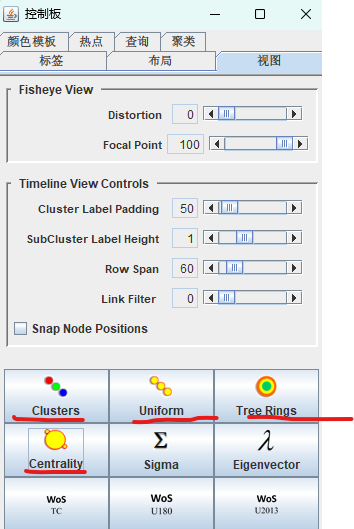 控制板
颜色模板 热点 查询 聚类
标签 布局 视图
Fisheye View
Distortion 0
Focal Point 100
Timeline View Controls
Cluster Label Padding 50
SubCluster Label Height 1
Row Span 60
Link Filter 0
Snap Node Positions
Clusters Uniform Tree Rings
Σ λ
Centrality Sigma Eigenvector
WoS WoS WoS
TC U180 U2013